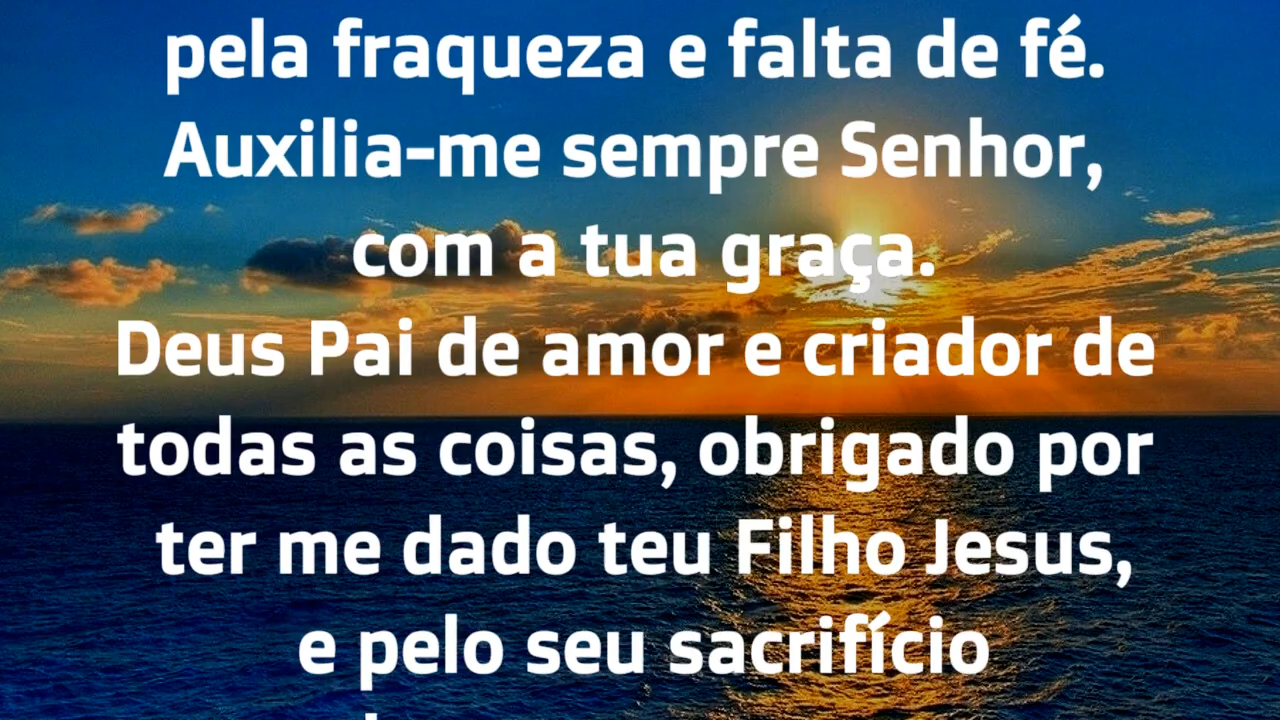 pela fraqueza e falta de fé.
Auxilia-me sempre Senhor,
com a tua graça.
Deus Pai de amor e criador de
todas as coisas, obrigado por
ter me dado teu Filho Jesus,
e pelo seu sacrifício